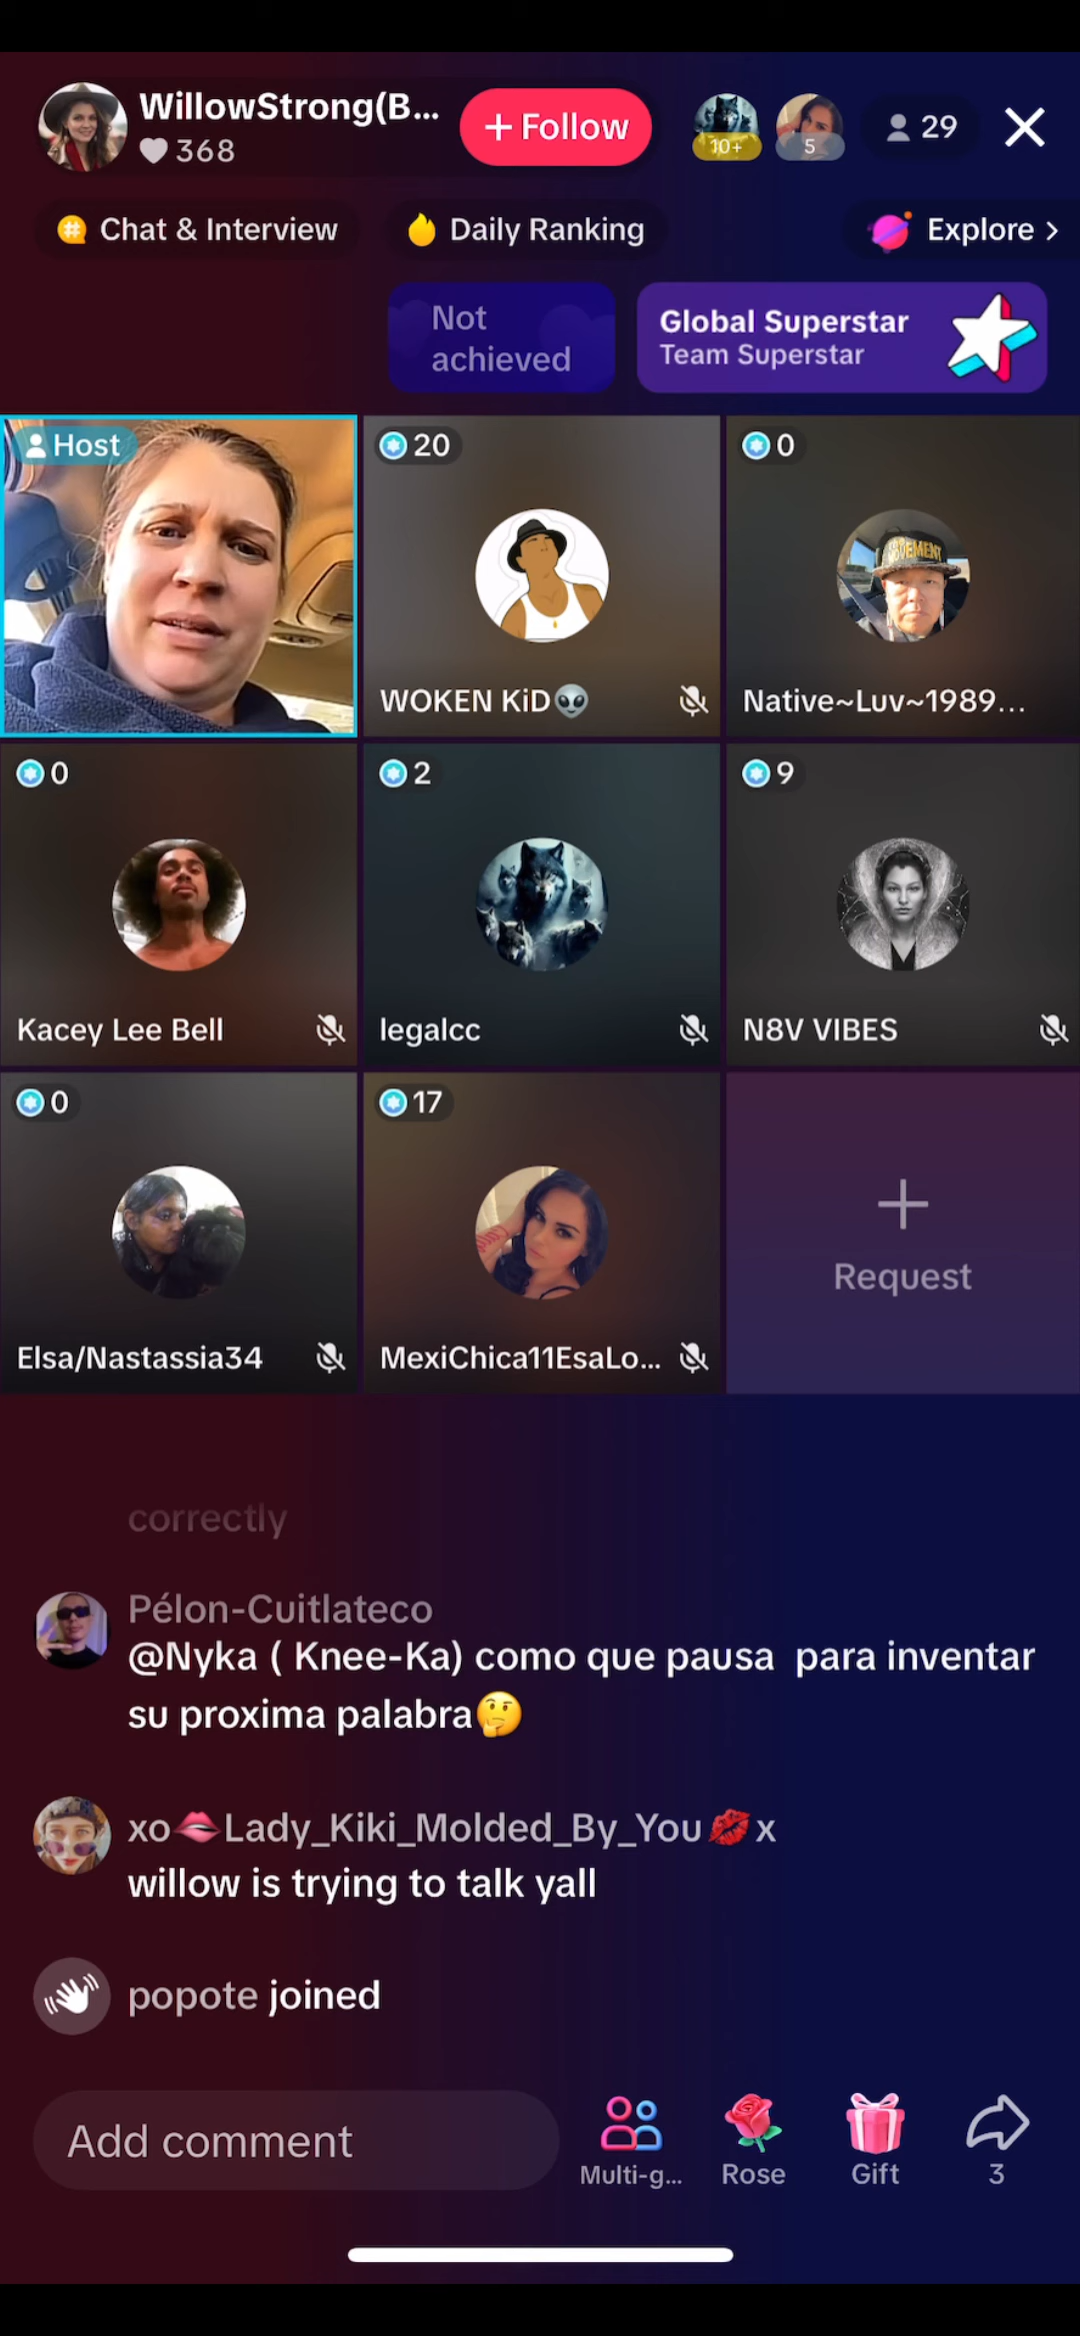 WillowStrong(B...
+ Follow
368
10+
5
29
Chat & Interview
Daily Ranking
Explore >
Not
achieved
Global Superstar
Team Superstar
Host
20
0
WOKEN KiD👽
Native~Luv~1989...
0
2
9
Kacey Lee Bell
legalcc
N8V VIBES
0
17
Request
Elsa/Nastassia34
MexiChica11EsaLo...
correctly
Pélon-Cuitlateco
@Nyka ( Knee-Ka) como que pausa  para inventar
su proxima palabra🤔
xo🫦Lady_Kiki_Molded_By_You💋x
willow is trying to talk yall
popote joined
Add comment
Multi-g...
Rose
Gift
3